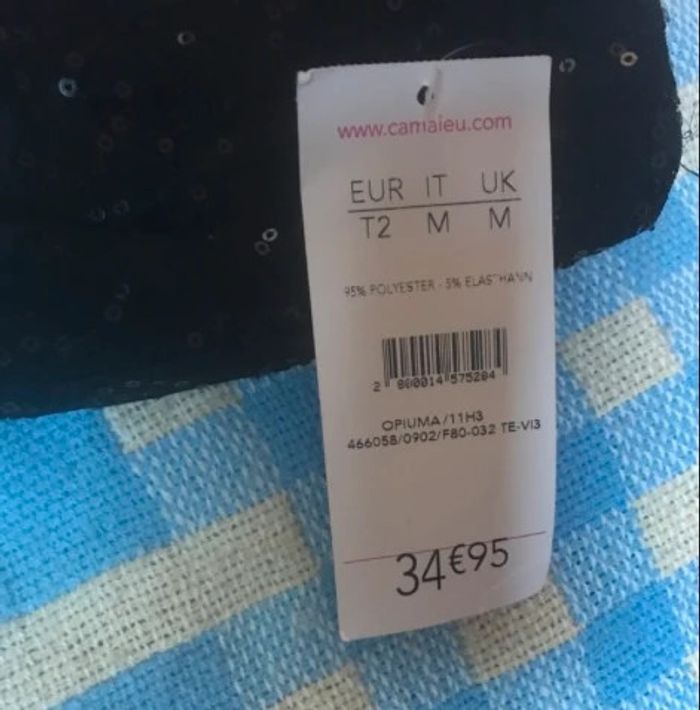 www.camaieu.com
EUR IT UK
T2 M M
95% POLYESTER - 5% ELASTHANN
2 800014 575284
OPIUMA/11H3
466058/0902/F80-032 TE-VI3
34€95